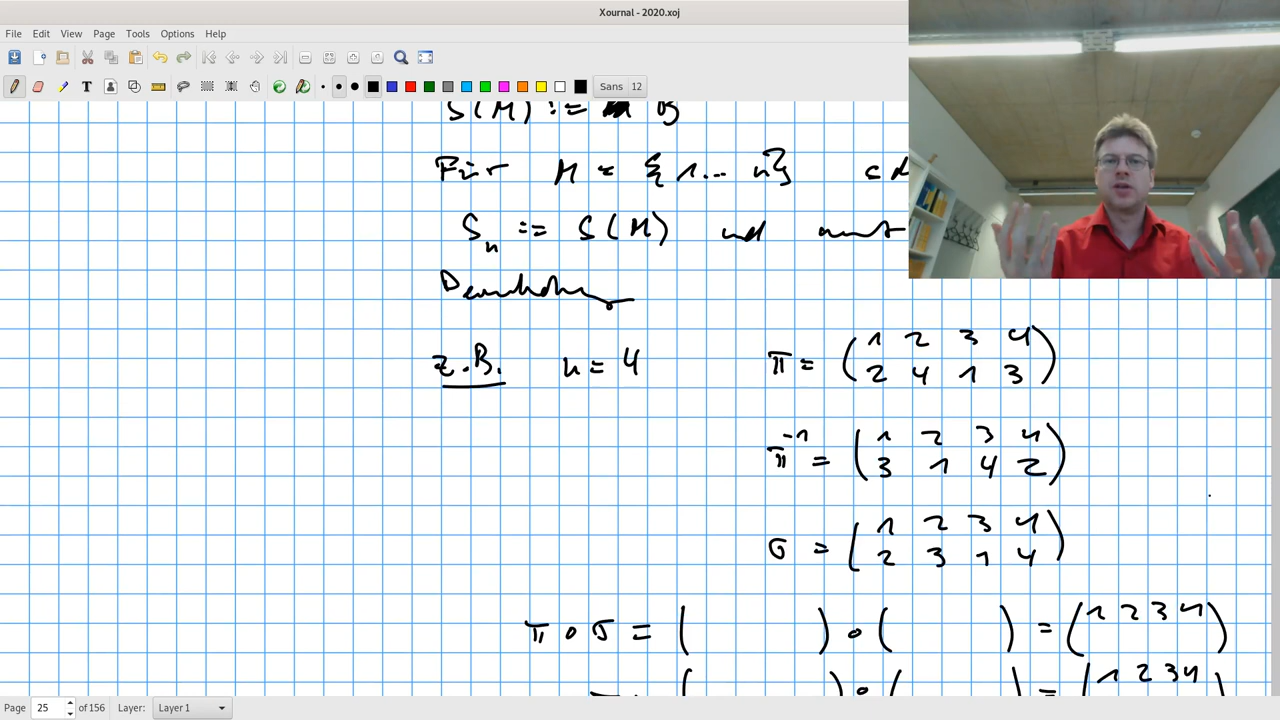 Xournal - 2020.xoj
File Edit View Page Tools Options Help
T Sans 12
S(M) :=
Für M = {1... n}
S_n := S(M) und
z.B. n = 4
π = ( 1 2 3 4
2 4 1 3 )
π^-1 = ( 1 2 3 4
3 1 4 2 )
σ = ( 1 2 3 4
2 3 1 4 )
π ∘ σ = ( ) ∘ ( ) = ( 1 2 3 4 )
( ) ∘ ( ) = ( 1 2 3 4
Page 25 of 156 Layer: Layer 1